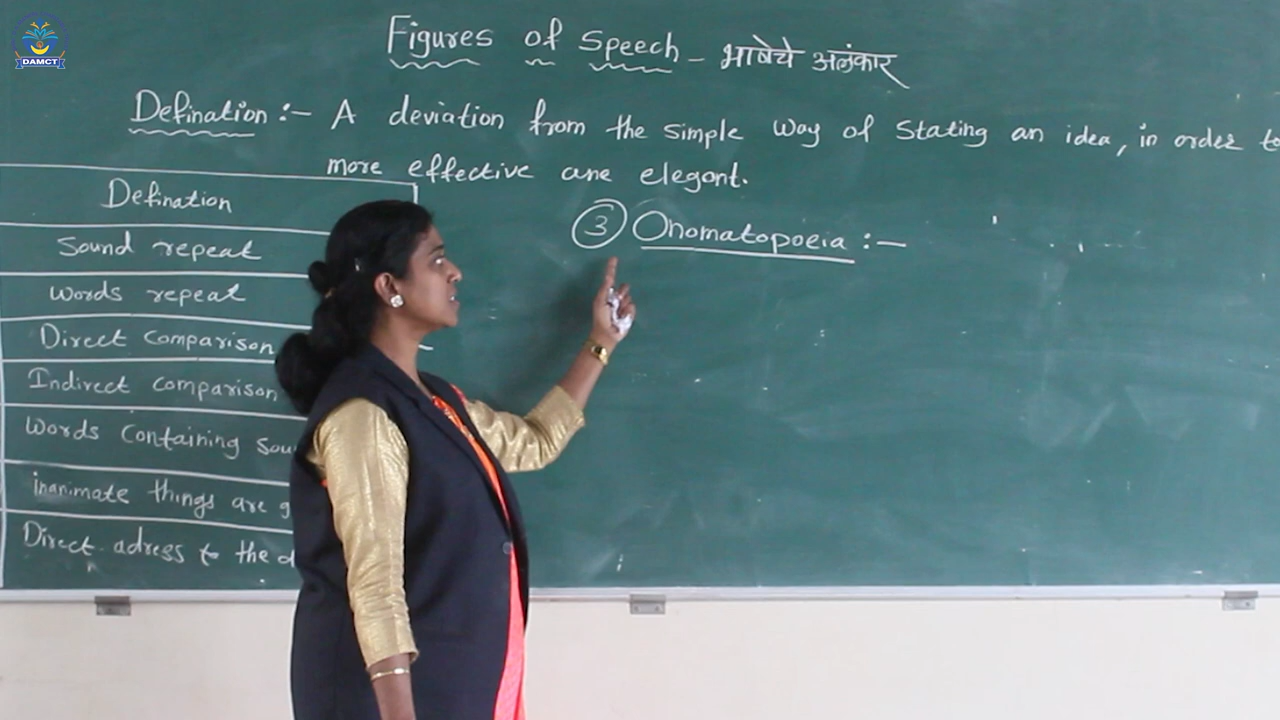 DAMCT
Figures of Speech - भाषेचे अलंकार
Defination :- A deviation from the simple way of stating an idea, in order to
more effective ane elegant.
③ Onomatopoeia :-
Defination
Sound repeat
Words repeat
Direct Comparison
Indirect comparison
Words Containing sou
inanimate things are g
Direct adress to the d